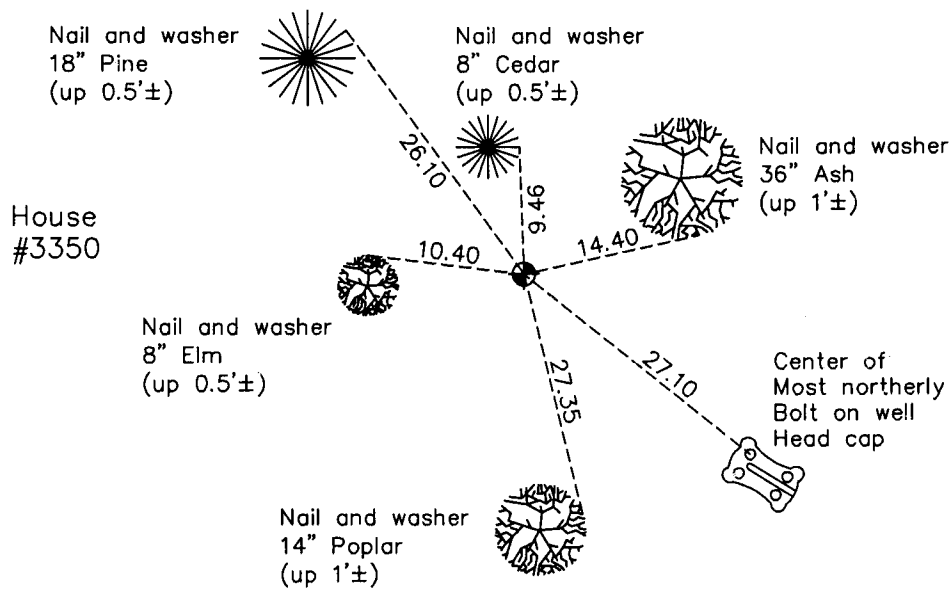 Nail and washer
18" Pine
(up 0.5'±)
Nail and washer
8" Cedar
(up 0.5'±)
Nail and washer
36" Ash
(up 1'±)
26.10
9.46
14.40
House
#3350
10.40
Nail and washer
8" Elm
(up 0.5'±)
27.35
27.10
Center of
Most northerly
Bolt on well
Head cap
Nail and washer
14" Poplar
(up 1'±)